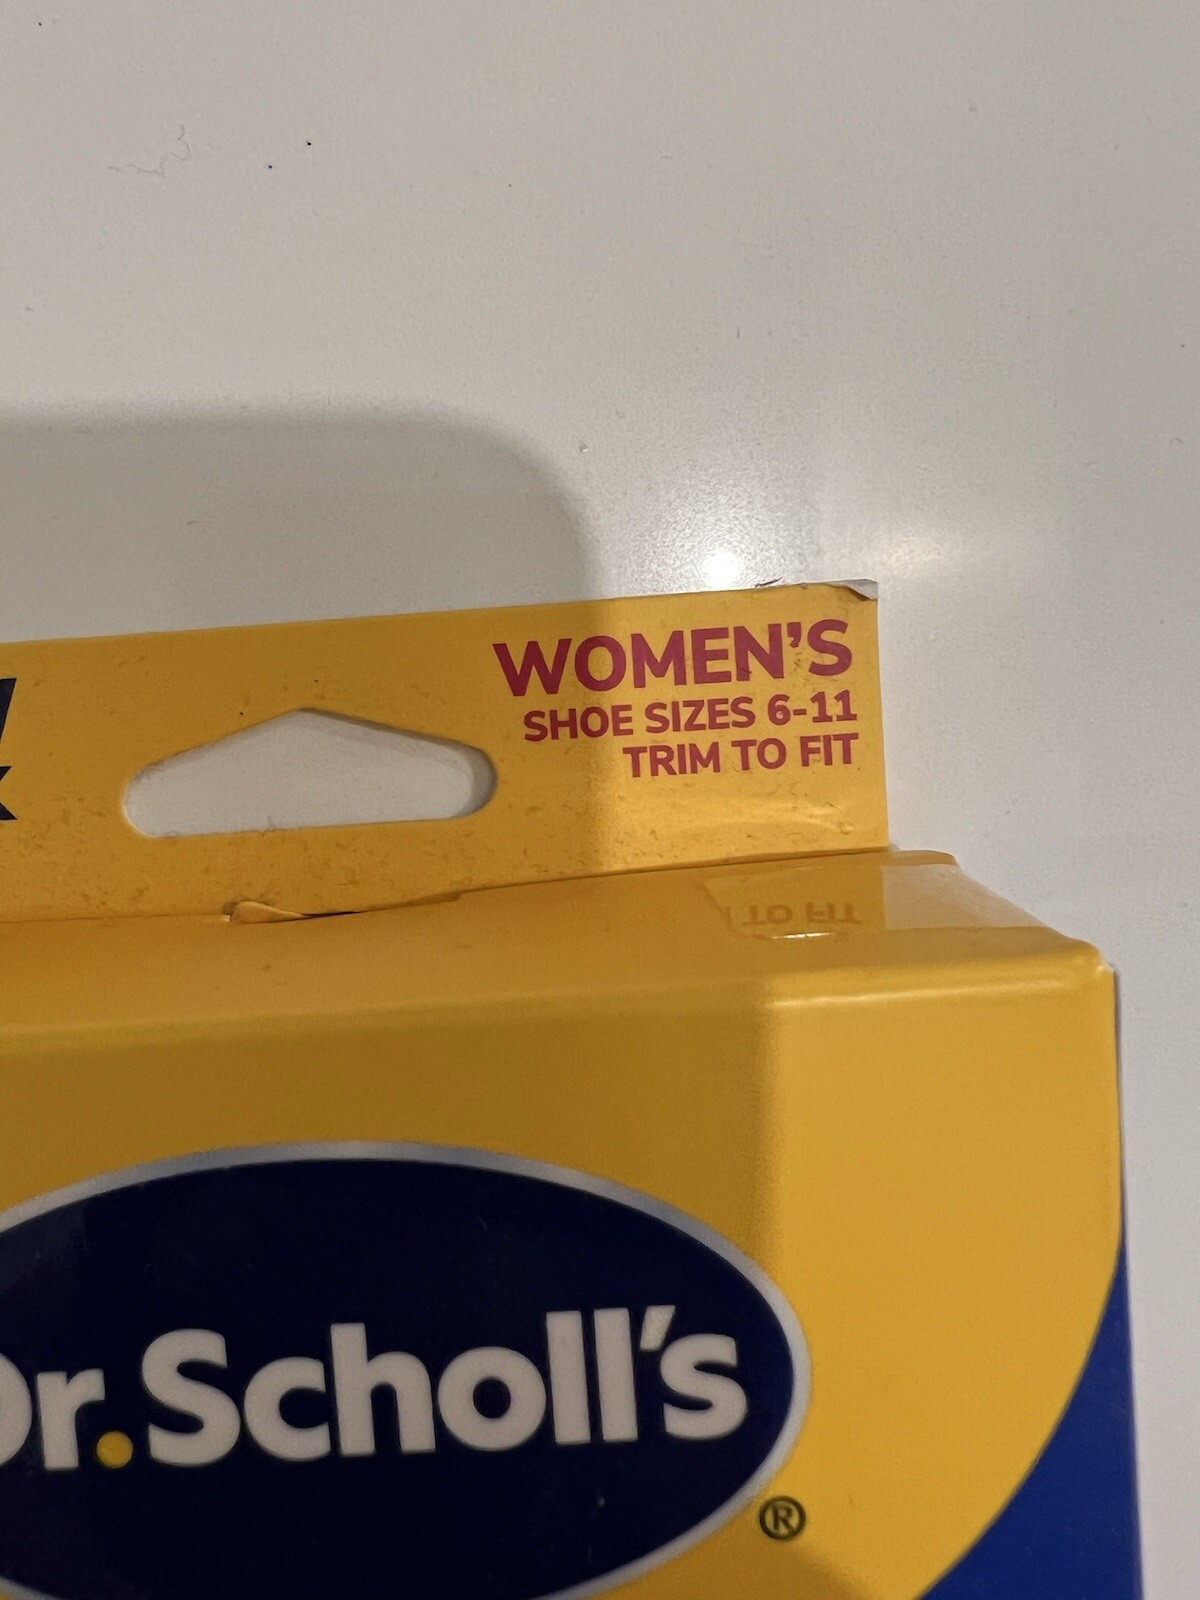 WOMEN'S
SHOE SIZES 6-11
TRIM TO FIT
TO FIT
Dr.Scholl's
®